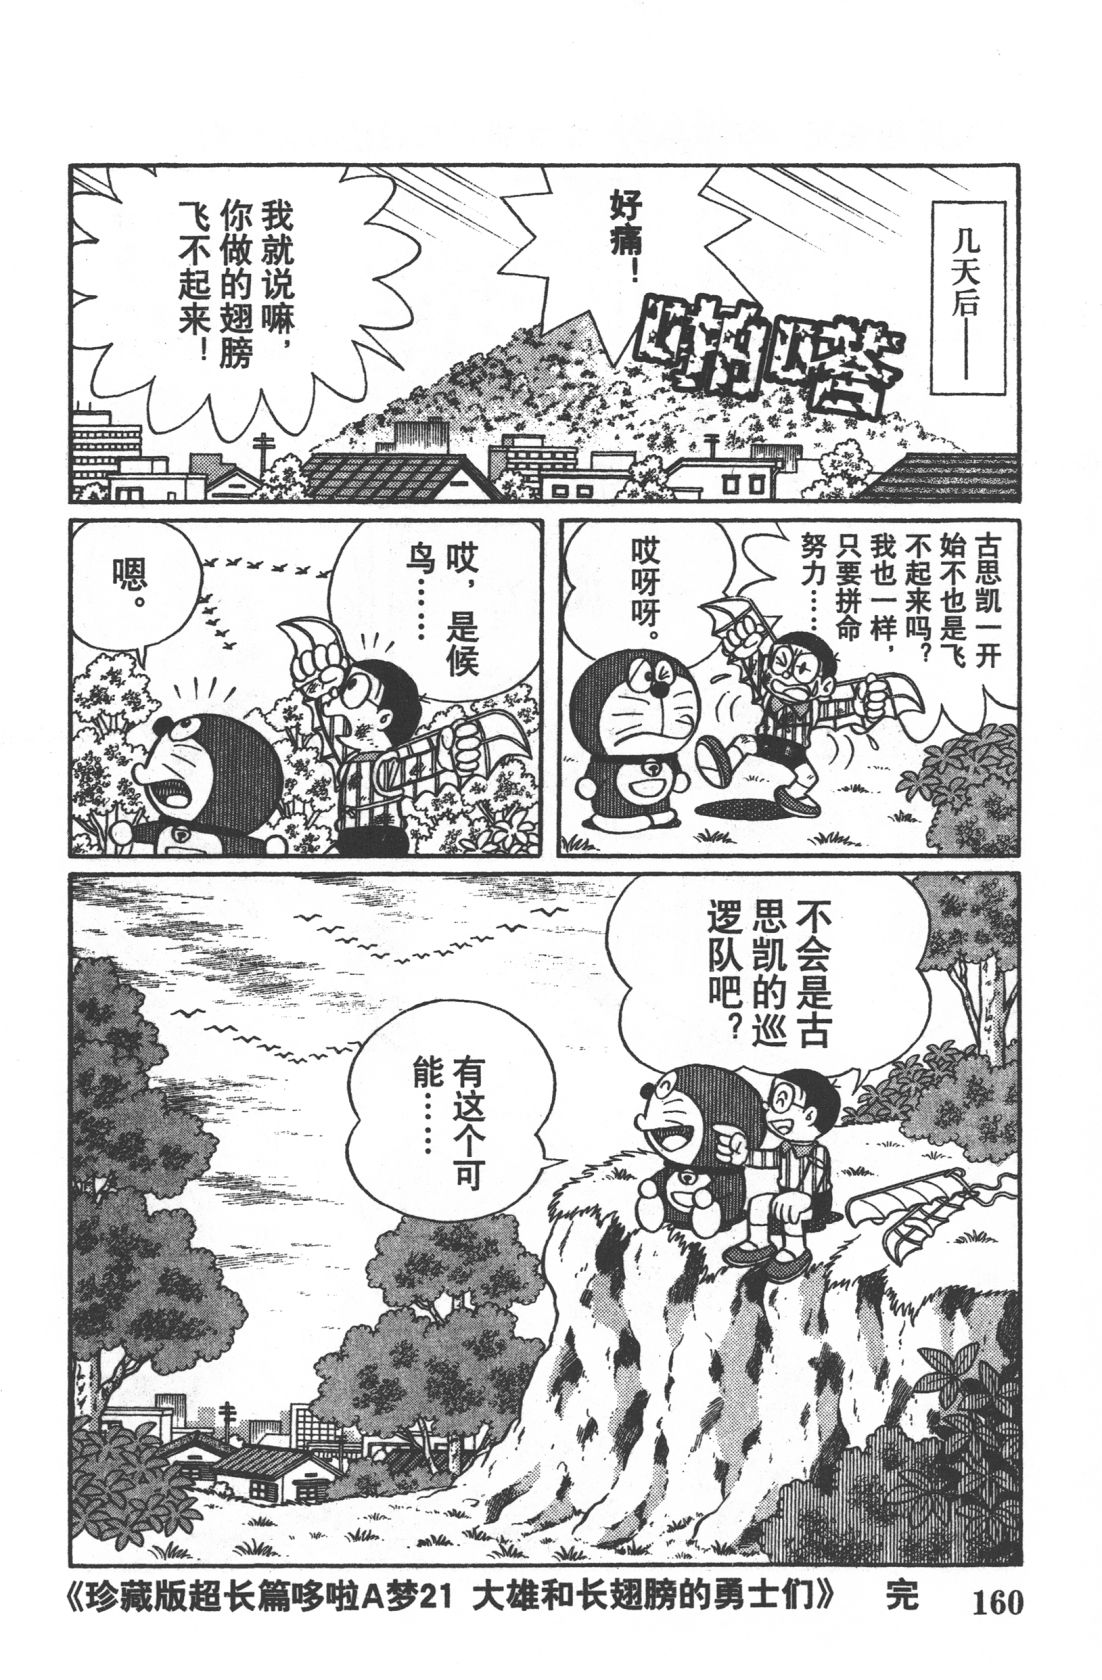 几天后——
好痛！
啪嗒
我就说嘛，
你做的翅膀
飞不起来！
古思凯一开
始不也是飞
不起来吗？
我也一样，
只要拼命
努力……
哎呀呀。
哎，是候
鸟……
嗯。
不会是古
思凯的巡
逻队吧？
有这个可
能……
《珍藏版超长篇哆啦A梦21 大雄和长翅膀的勇士们》 完
160